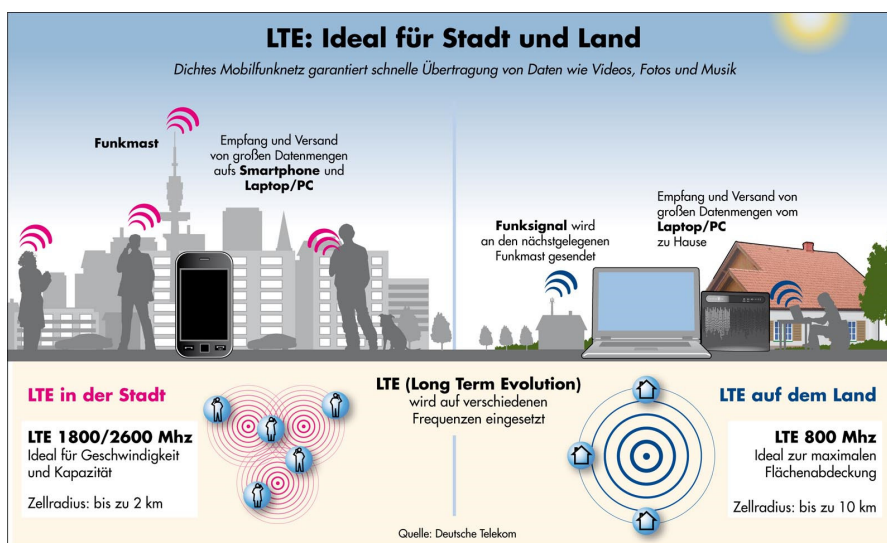 LTE: Ideal für Stadt und Land
Dichtes Mobilfunknetz garantiert schnelle Übertragung von Daten wie Videos, Fotos und Musik
Funkmast
Empfang und Versand
von großen Datenmengen
aufs Smartphone und
Laptop/PC
Funksignal wird
an den nächstgelegenen
Funkmast gesendet
Empfang und Versand von
großen Datenmengen vom
Laptop/PC
zu Hause
LTE in der Stadt
LTE 1800/2600 Mhz
Ideal für Geschwindigkeit
und Kapazität
Zellradius: bis zu 2 km
LTE (Long Term Evolution)
wird auf verschiedenen
Frequenzen eingesetzt
Quelle: Deutsche Telekom
LTE auf dem Land
LTE 800 Mhz
Ideal zur maximalen
Flächenabdeckung
Zellradius: bis zu 10 km